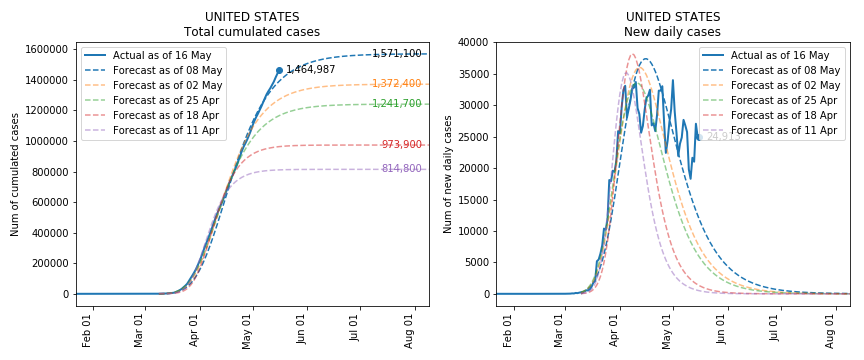 UNITED STATES
Total cumulated cases
Num of cumulated cases
1600000
1400000
1200000
1000000
800000
600000
400000
200000
0
Actual as of 16 May
Forecast as of 08 May
Forecast as of 02 May
Forecast as of 25 Apr
Forecast as of 18 Apr
Forecast as of 11 Apr
1,571,100
1,464,987
1,372,400
1,241,700
973,900
814,800
Feb 01
Mar 01
Apr 01
May 01
Jun 01
Jul 01
Aug 01
UNITED STATES
New daily cases
Num of new daily cases
40000
35000
30000
25000
20000
15000
10000
5000
0
Actual as of 16 May
Forecast as of 08 May
Forecast as of 02 May
Forecast as of 25 Apr
Forecast as of 18 Apr
Forecast as of 11 Apr
24,913
Feb 01
Mar 01
Apr 01
May 01
Jun 01
Jul 01
Aug 01